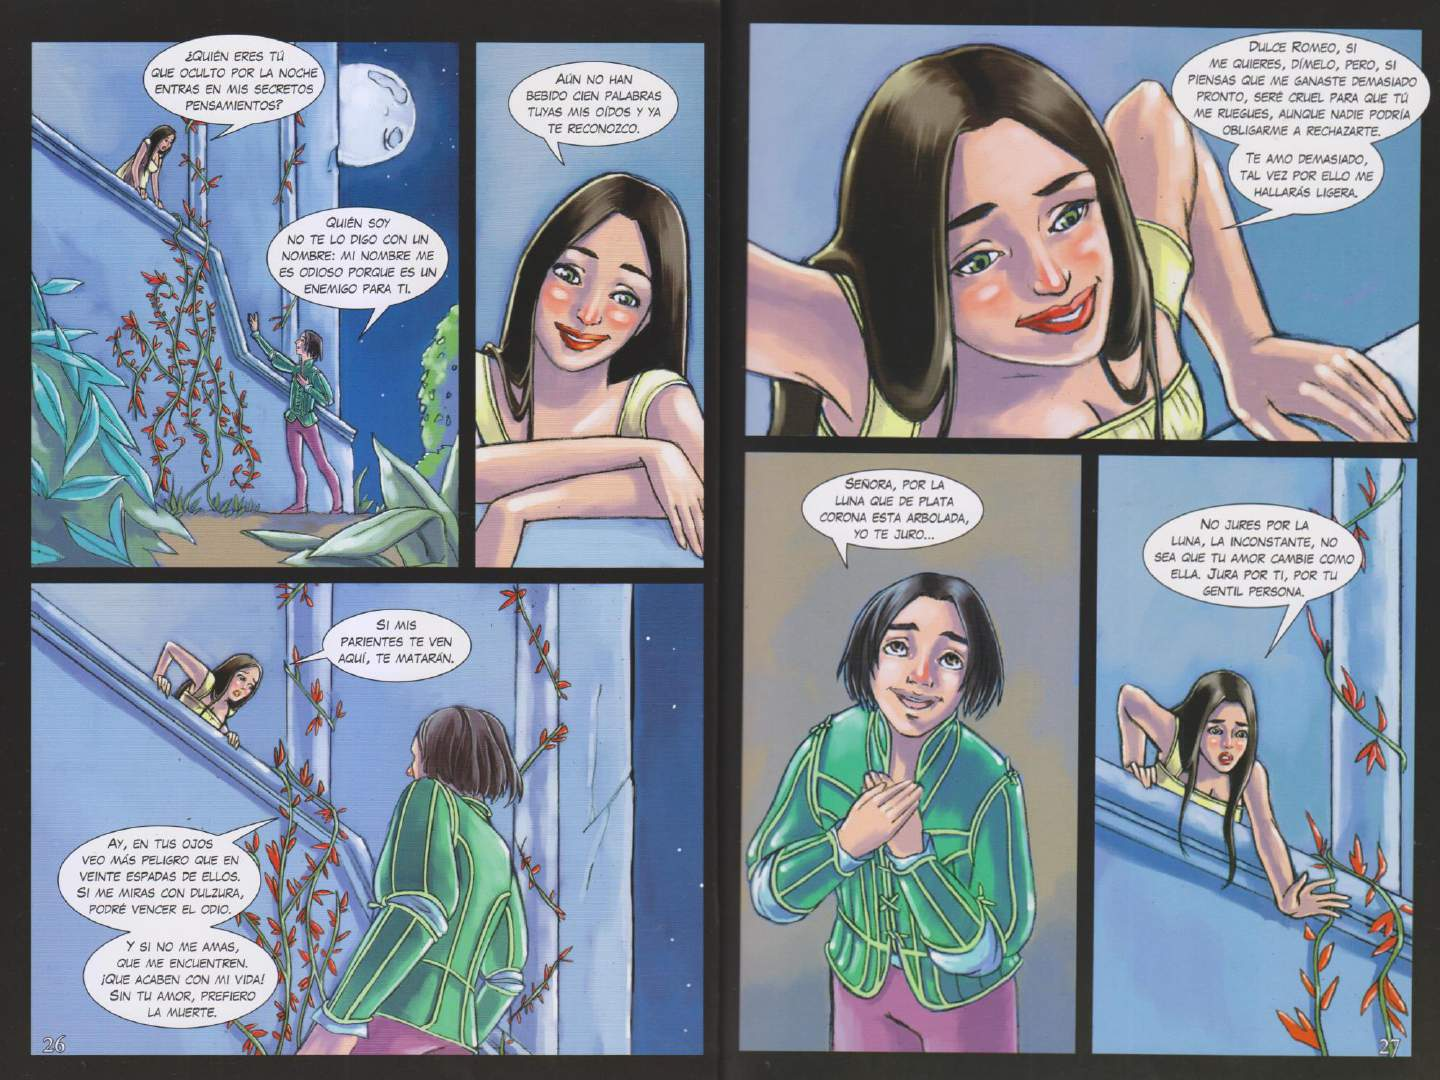 ¿QUIÉN ERES TÚ
QUE OCULTO POR LA NOCHE
ENTRAS EN MIS SECRETOS
PENSAMIENTOS?
QUIÉN SOY
NO TE LO DIGO CON UN
NOMBRE: MI NOMBRE ME
ES ODIOSO PORQUE ES UN
ENEMIGO PARA TI.
AÚN NO HAN
BEBIDO CIEN PALABRAS
TUYAS MIS OÍDOS Y YA
TE RECONOZCO.
SI MIS
PARIENTES TE VEN
AQUÍ, TE MATARÁN.
AY, EN TUS OJOS
VEO MÁS PELIGRO QUE EN
VEINTE ESPADAS DE ELLOS.
SI ME MIRAS CON DULZURA,
PODRÉ VENCER EL ODIO.
Y SI NO ME AMAS,
QUE ME ENCUENTREN.
¡QUE ACABEN CON MI VIDA!
SIN TU AMOR, PREFIERO
LA MUERTE.
26
DULCE ROMEO, SI
ME QUIERES, DÍMELO, PERO, SI
PIENSAS QUE ME GANASTE DEMASIADO
PRONTO, SERÉ CRUEL PARA QUE TÚ
ME RUEGUES, AUNQUE NADIE PODRÍA
OBLIGARME A RECHAZARTE.
TE AMO DEMASIADO,
TAL VEZ POR ELLO ME
HALLARÁS LIGERA.
SEÑORA, POR LA
LUNA QUE DE PLATA
CORONA ESTA ARBOLADA,
YO TE JURO...
NO JURES POR LA
LUNA, LA INCONSTANTE, NO
SEA QUE TU AMOR CAMBIE COMO
ELLA. JURA POR TI, POR TU
GENTIL PERSONA.
27